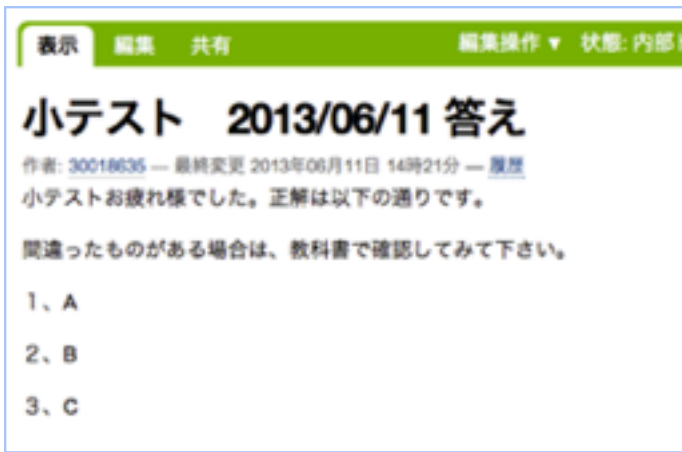 表示 編集 共有 編集操作 ▼ 状態: 内部
小テスト　2013/06/11 答え
作者: 30018635 — 最終変更 2013年06月11日 14時21分 — 履歴
小テストお疲れ様でした。正解は以下の通りです。
間違ったものがある場合は、教科書で確認してみて下さい。
1、A
2、B
3、C